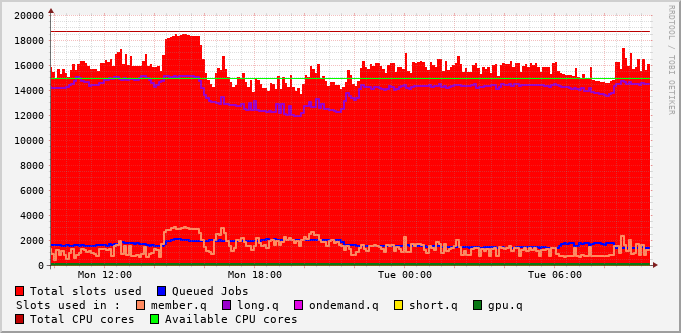 20000
18000
16000
14000
12000
10000
8000
6000
4000
2000
0
Mon 12:00 Mon 18:00 Tue 00:00 Tue 06:00
Total slots used Queued Jobs
Slots used in : member.q long.q ondemand.q short.q gpu.q
Total CPU cores Available CPU cores
RRDTOOL / TOBI OETIKER